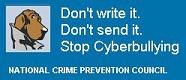 Don't write it.
Don't send it.
Stop Cyberbullying
NATIONAL CRIME PREVENTION COUNCIL